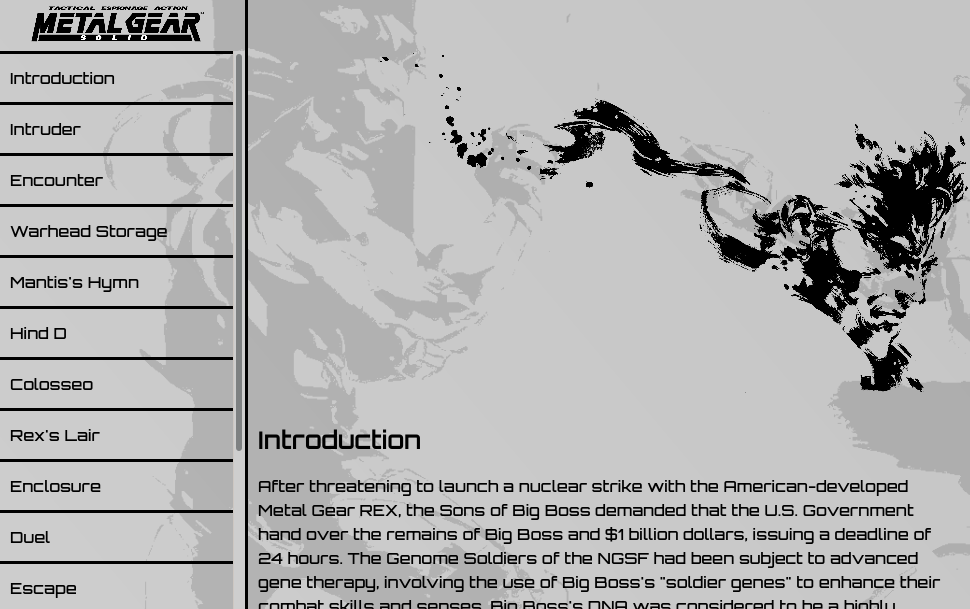 TACTICAL ESPIONAGE ACTION
METAL GEAR
SOLID
Introduction
Intruder
Encounter
Warhead Storage
Mantis's Hymn
Hind D
Colosseo
Rex's Lair
Enclosure
Duel
Escape
Introduction
After threatening to launch a nuclear strike with the American-developed
Metal Gear REX, the Sons of Big Boss demanded that the U.S. Government
hand over the remains of Big Boss and $1 billion dollars, issuing a deadline of
24 hours. The Genome Soldiers of the NGSF had been subject to advanced
gene therapy, involving the use of Big Boss's "soldier genes" to enhance their
combat skills and senses. Big Boss's DNA was considered to be a highly